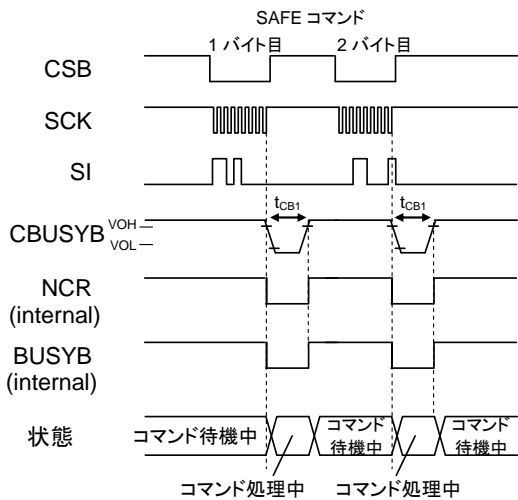 SAFE コマンド
1 バイト目 2 バイト目
CSB
SCK
SI
tCB1 tCB1
CBUSYB VOH VOL
NCR
(internal)
BUSYB
(internal)
状態 コマンド待機中 コマンド 待機中 コマンド 待機中
コマンド処理中 コマンド処理中